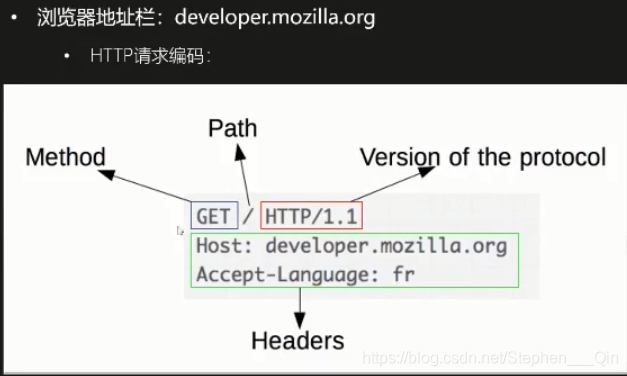 • 浏览器地址栏：developer.mozilla.org
• HTTP请求编码：
Path
Method
Version of the protocol
GET / HTTP/1.1
Host: developer.mozilla.org
Accept-Language: fr
Headers
https://blog.csdn.net/Stephen___Qin